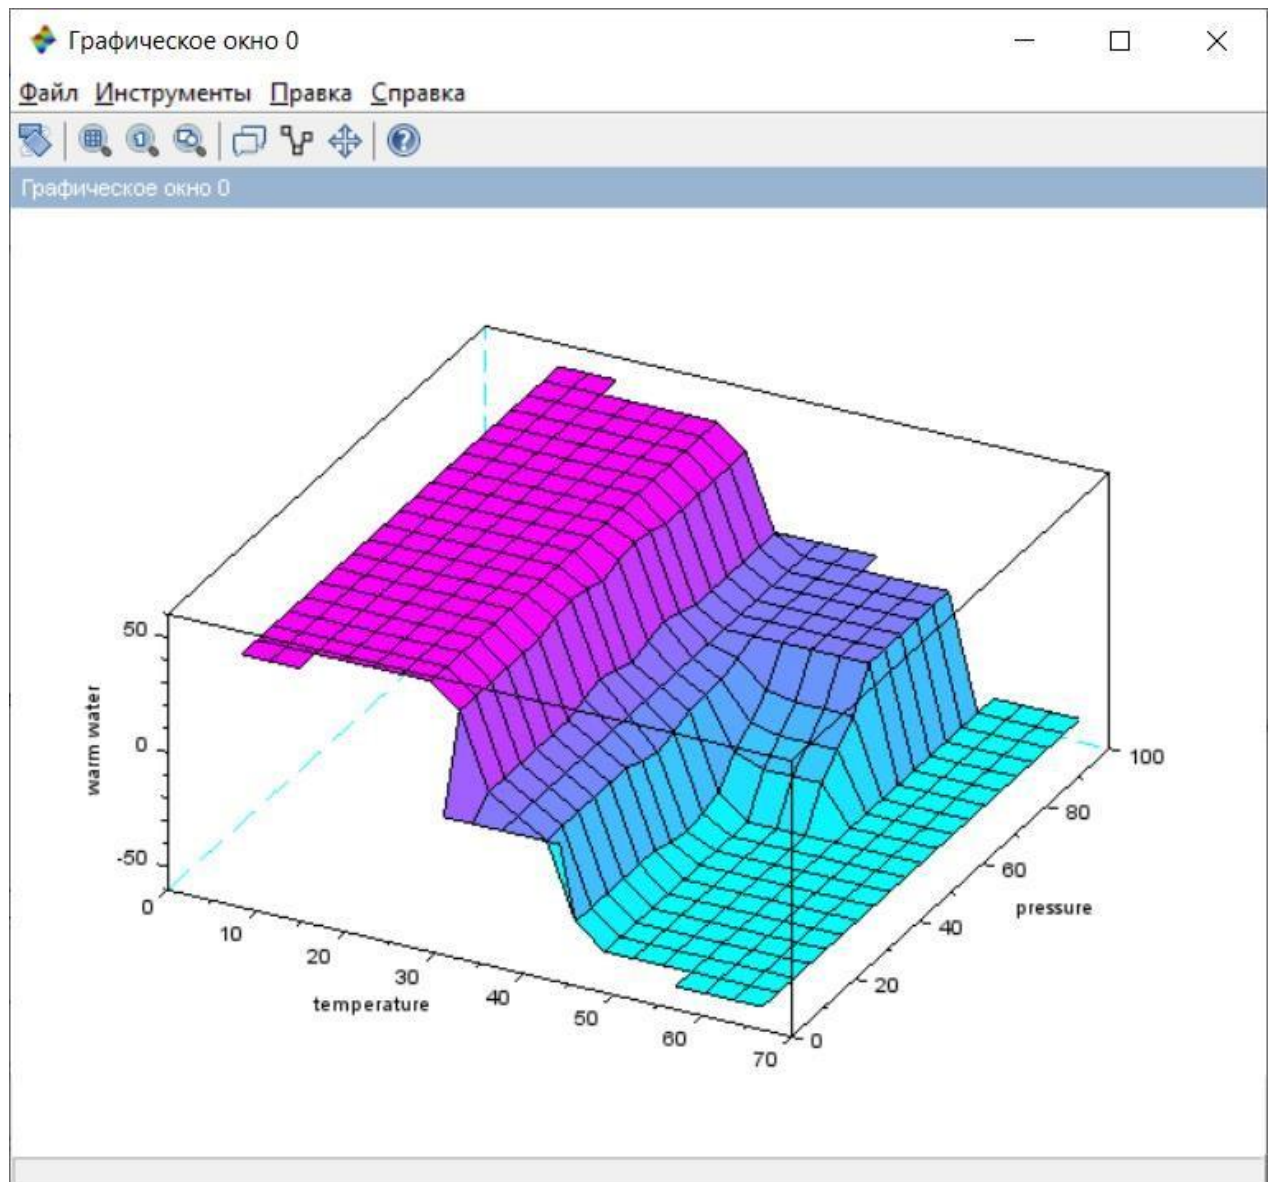 Графическое окно 0
Файл Инструменты Правка Справка
Графическое окно 0
50
0
-50
warm water
0
10
20
30
40
50
60
70
temperature
0
20
40
60
80
100
pressure